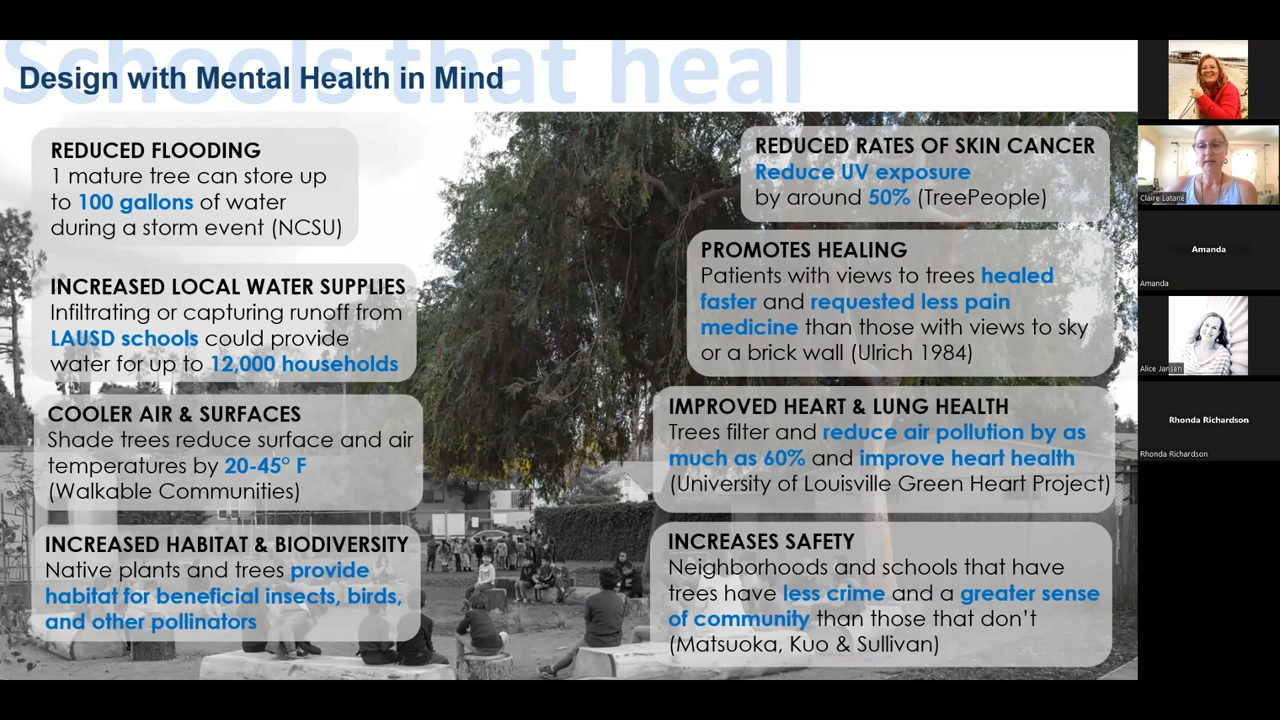 Schools that heal
Design with Mental Health in Mind
REDUCED FLOODING
1 mature tree can store up
to 100 gallons of water
during a storm event (NCSU)
INCREASED LOCAL WATER SUPPLIES
Infiltrating or capturing runoff from
LAUSD schools could provide
water for up to 12,000 households
COOLER AIR & SURFACES
Shade trees reduce surface and air
temperatures by 20-45° F
(Walkable Communities)
INCREASED HABITAT & BIODIVERSITY
Native plants and trees provide
habitat for beneficial insects, birds,
and other pollinators
REDUCED RATES OF SKIN CANCER
Reduce UV exposure
by around 50% (TreePeople)
PROMOTES HEALING
Patients with views to trees healed
faster and requested less pain
medicine than those with views to sky
or a brick wall (Ulrich 1984)
IMPROVED HEART & LUNG HEALTH
Trees filter and reduce air pollution by as
much as 60% and improve heart health
(University of Louisville Green Heart Project)
INCREASES SAFETY
Neighborhoods and schools that have
trees have less crime and a greater sense
of community than those that don't
(Matsuoka, Kuo & Sullivan)
Claire Latané
Amanda
Amanda
Alice Jansen
Rhonda Richardson
Rhonda Richardson